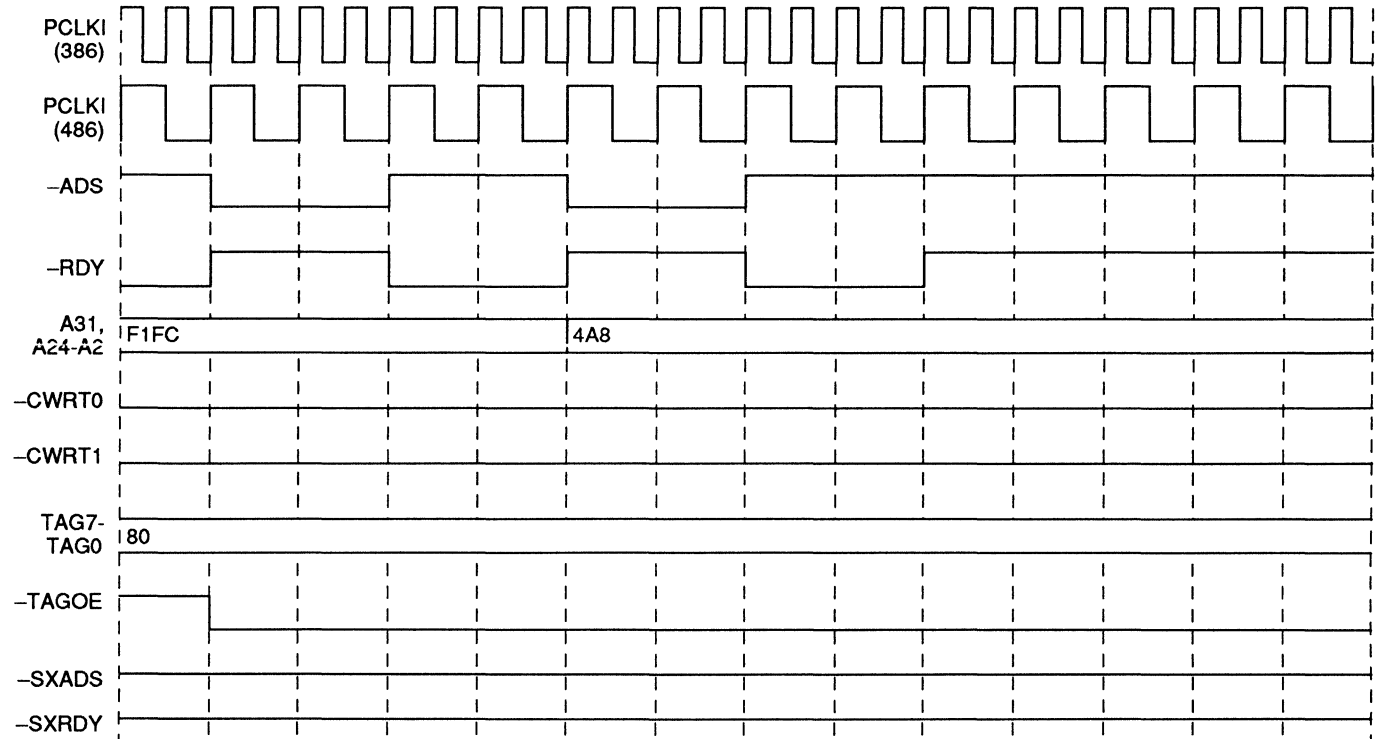 PCLKI
(386)
PCLKI
(486)
–ADS
–RDY
A31,
A24-A2
F1FC
4A8
–CWRT0
–CWRT1
TAG7-
TAG0
80
–TAGOE
–SXADS
–SXRDY